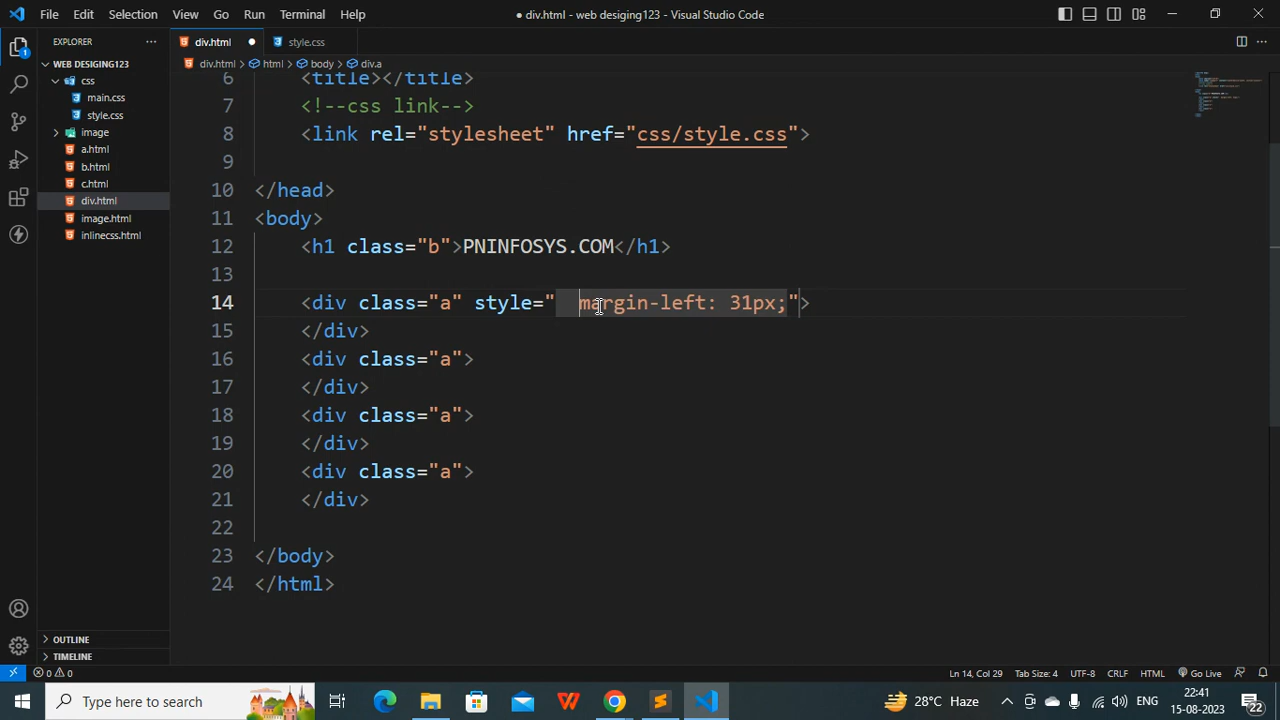 File Edit Selection View Go Run Terminal Help
● div.html - web desiging123 - Visual Studio Code
EXPLORER
WEB DESIGING123
css
main.css
style.css
image
a.html
b.html
c.html
div.html
image.html
inlinecss.html
OUTLINE
TIMELINE
div.html ●
style.css
div.html > html > body > div.a
6 <title></title>
7 <!--css link-->
8 <link rel="stylesheet" href="css/style.css">
9
10 </head>
11 <body>
12 <h1 class="b">PNINFOSYS.COM</h1>
13
14 <div class="a" style="  margin-left: 31px;">
15 </div>
16 <div class="a">
17 </div>
18 <div class="a">
19 </div>
20 <div class="a">
21 </div>
22
23 </body>
24 </html>
0 0
Ln 14, Col 29 Tab Size: 4 UTF-8 CRLF HTML Go Live
Type here to search
28°C Haze
ENG
22:41
15-08-2023
22
1